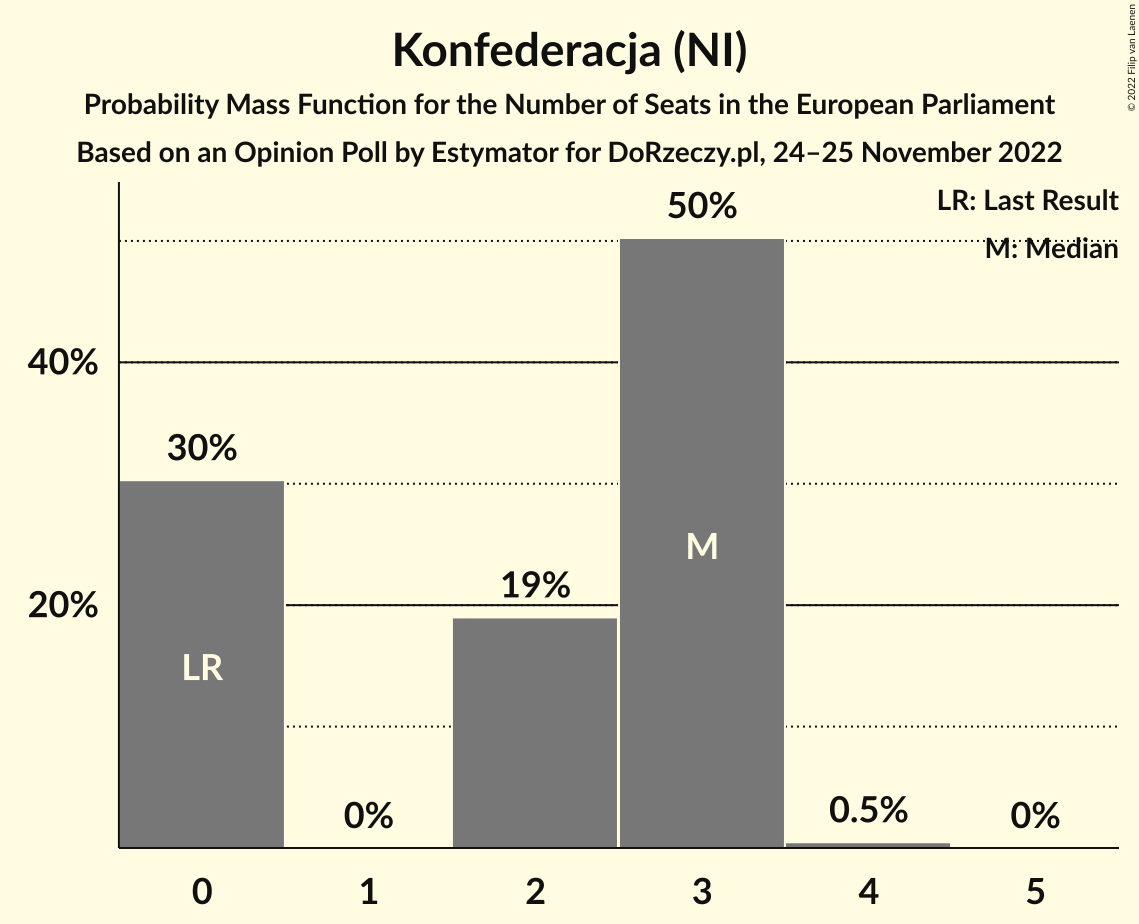 Konfederacja (NI)
Probability Mass Function for the Number of Seats in the European Parliament
Based on an Opinion Poll by Estymator for DoRzeczy.pl, 24–25 November 2022
© 2022 Filip van Laenen
LR: Last Result
M: Median
50%
40%
30%
M
19%
20%
LR
0%
0.5%
0%
0 1 2 3 4 5